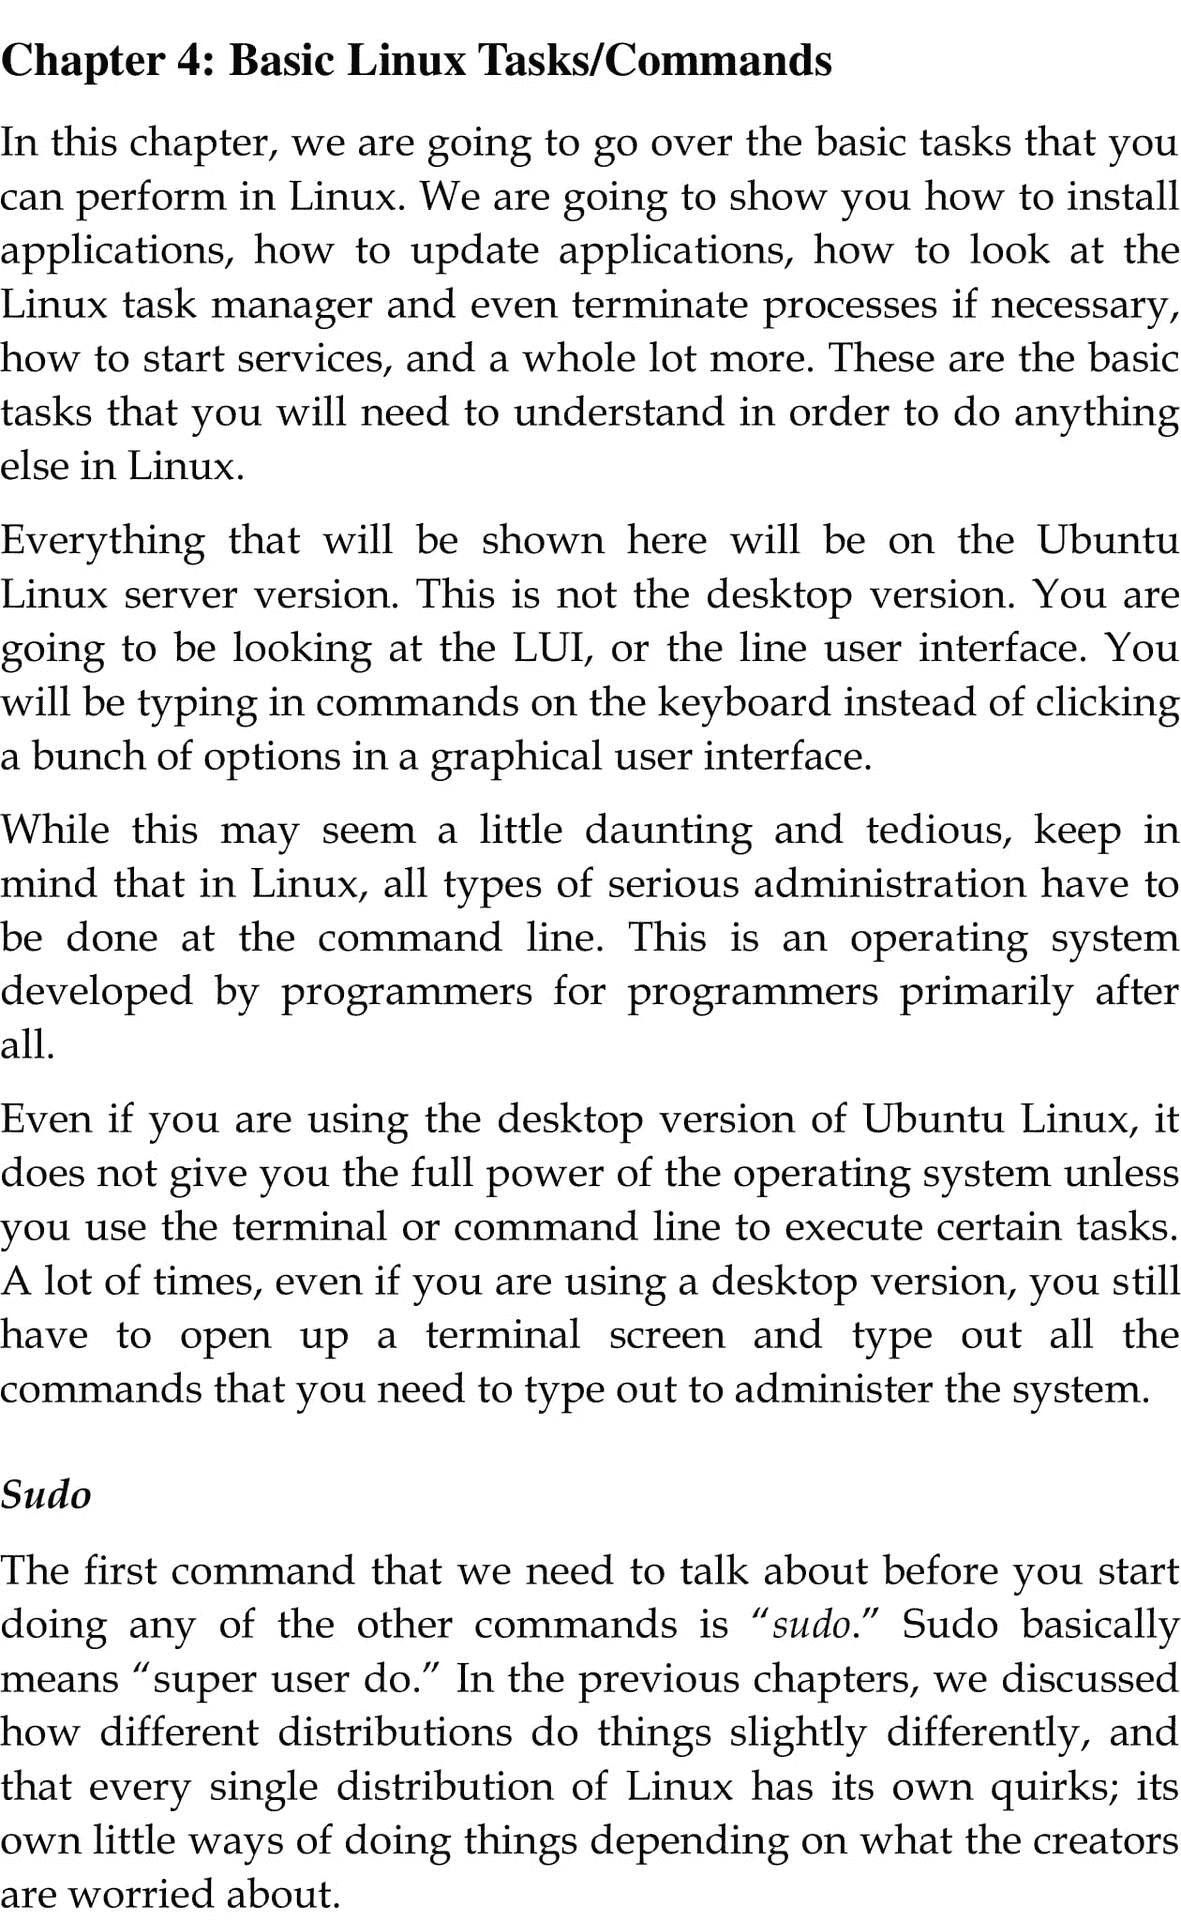 Chapter 4: Basic Linux Tasks/Commands
In this chapter, we are going to go over the basic tasks that you
can perform in Linux. We are going to show you how to install
applications, how to update applications, how to look at the
Linux task manager and even terminate processes if necessary,
how to start services, and a whole lot more. These are the basic
tasks that you will need to understand in order to do anything
else in Linux.
Everything that will be shown here will be on the Ubuntu
Linux server version. This is not the desktop version. You are
going to be looking at the LUI, or the line user interface. You
will be typing in commands on the keyboard instead of clicking
a bunch of options in a graphical user interface.
While this may seem a little daunting and tedious, keep in
mind that in Linux, all types of serious administration have to
be done at the command line. This is an operating system
developed by programmers for programmers primarily after
all.
Even if you are using the desktop version of Ubuntu Linux, it
does not give you the full power of the operating system unless
you use the terminal or command line to execute certain tasks.
A lot of times, even if you are using a desktop version, you still
have to open up a terminal screen and type out all the
commands that you need to type out to administer the system.
Sudo
The first command that we need to talk about before you start
doing any of the other commands is “sudo.” Sudo basically
means “super user do.” In the previous chapters, we discussed
how different distributions do things slightly differently, and
that every single distribution of Linux has its own quirks; its
own little ways of doing things depending on what the creators
are worried about.